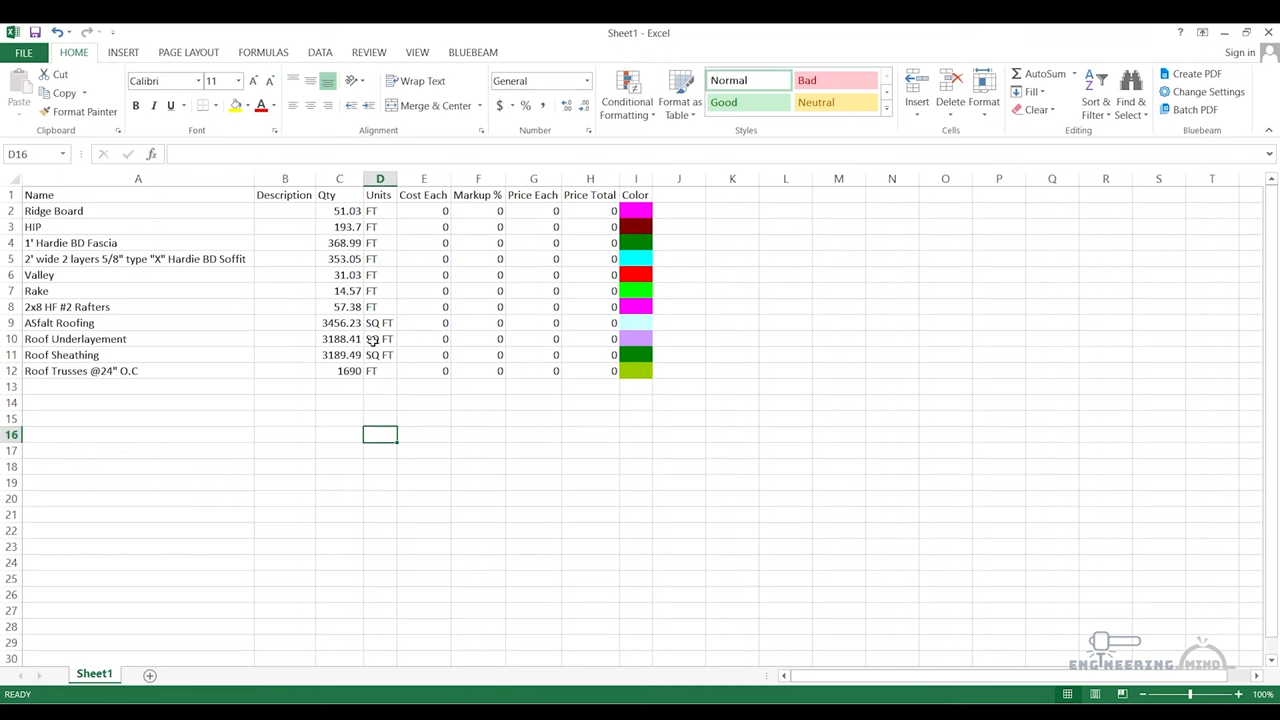 Sheet1 - Excel
Sign in
FILE HOME INSERT PAGE LAYOUT FORMULAS DATA REVIEW VIEW BLUEBEAM
Paste
Cut
Copy
Format Painter
Clipboard
Calibri 11
B I U
Font
Wrap Text
Merge & Center
Alignment
General
$ % ,
Number
Conditional Formatting
Format as Table
Normal Bad
Good Neutral
Styles
Insert Delete Format
Cells
AutoSum
Fill
Clear
Sort & Filter
Find & Select
Editing
Create PDF
Change Settings
Batch PDF
Bluebeam
D16
A B C D E F G H I J K L M N O P Q R S T
1 Name Description Qty Units Cost Each Markup % Price Each Price Total Color
2 Ridge Board 51.03 FT 0 0 0 0
3 HIP 193.7 FT 0 0 0 0
4 1' Hardie BD Fascia 368.99 FT 0 0 0 0
5 2' wide 2 layers 5/8" type "X" Hardie BD Soffit 353.05 FT 0 0 0 0
6 Valley 31.03 FT 0 0 0 0
7 Rake 14.57 FT 0 0 0 0
8 2x8 HF #2 Rafters 57.38 FT 0 0 0 0
9 ASfalt Roofing 3456.23 SQ FT 0 0 0 0
10 Roof Underlayement 3188.41 SQ FT 0 0 0 0
11 Roof Sheathing 3189.49 SQ FT 0 0 0 0
12 Roof Trusses @24" O.C 1690 FT 0 0 0 0
13
14
15
16
17
18
19
20
21
22
23
24
25
26
27
28
29
30
ENGINEERING MIND
Sheet1
READY
100%